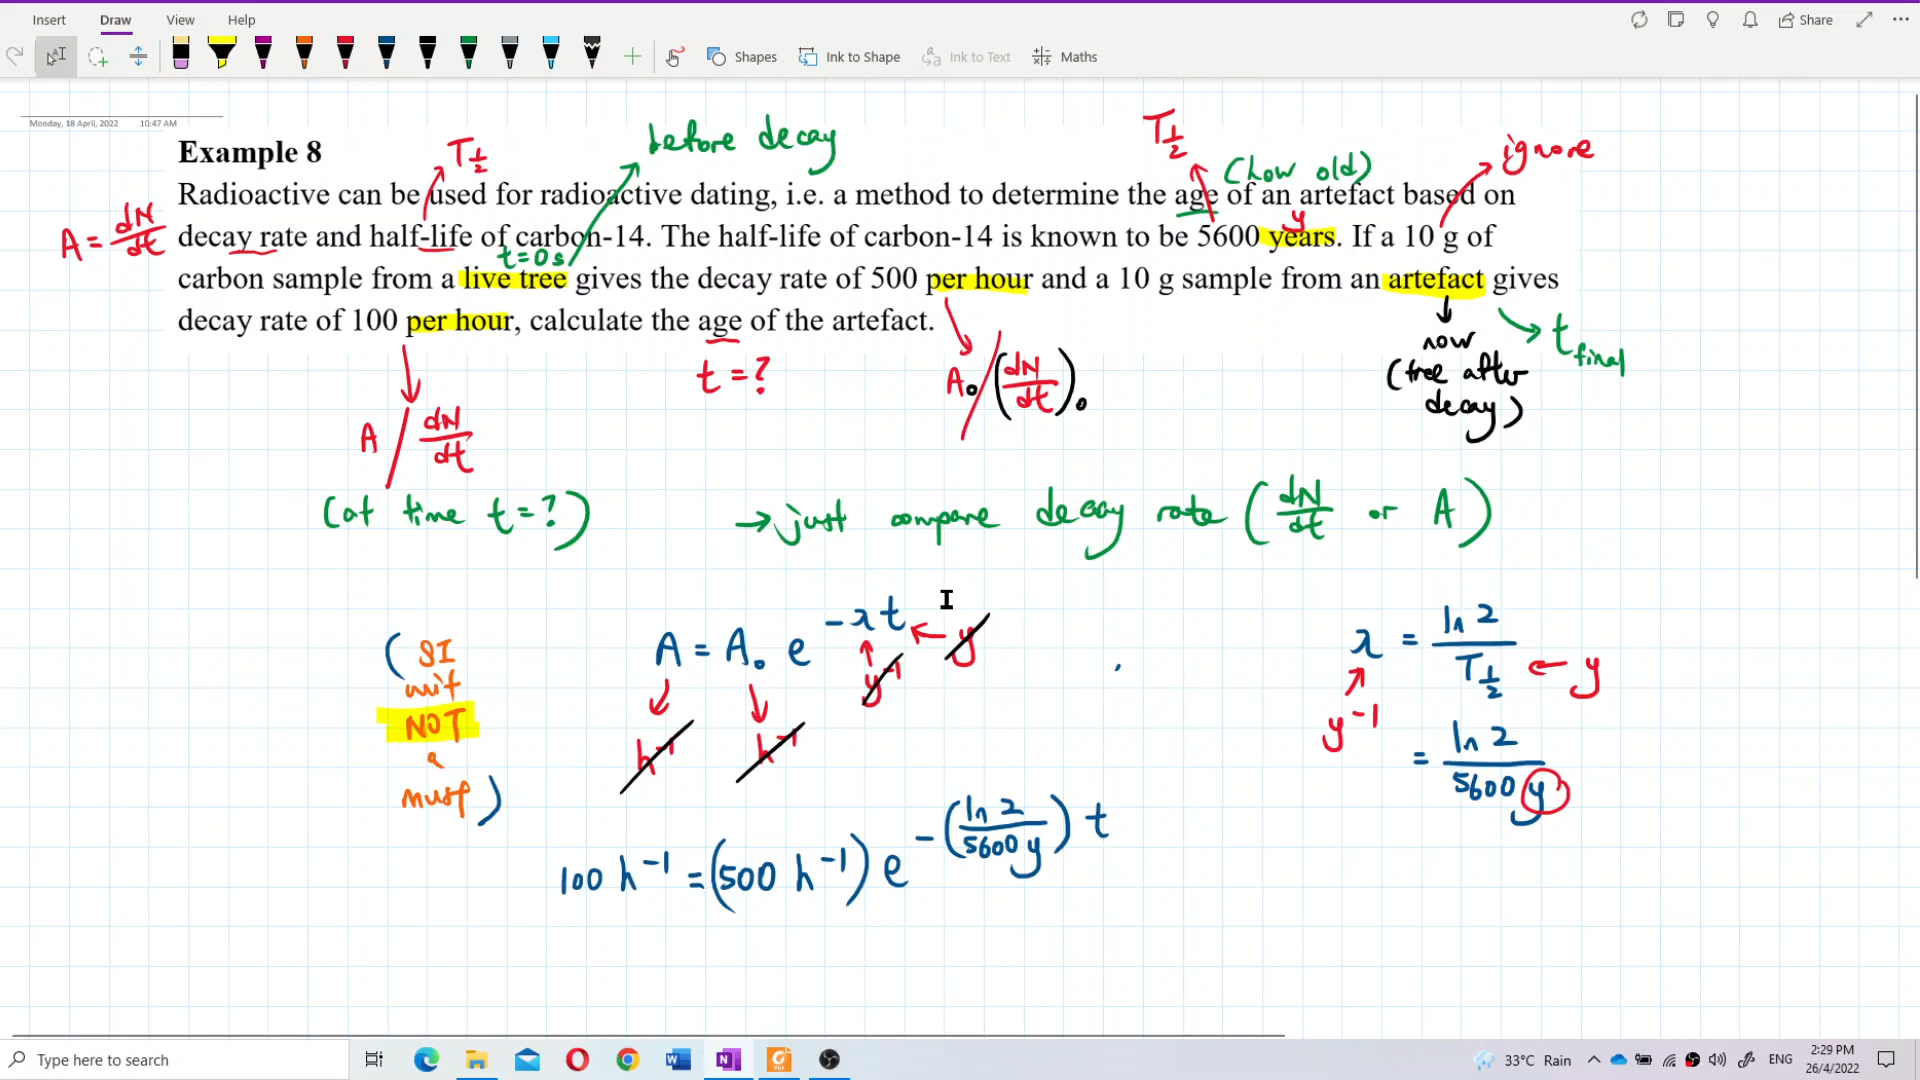 Insert Draw View Help
Share
Shapes Ink to Shape Ink to Text Maths
Monday, 18 April, 2022 10:47 AM
before decay
T½
T½
(how old)
ignore
Example 8
Radioactive can be used for radioactive dating, i.e. a method to determine the age of an artefact based on
A = dN/dt
y
decay rate and half-life of carbon-14. The half-life of carbon-14 is known to be 5600 years. If a 10 g of
t=0s
carbon sample from a live tree gives the decay rate of 500 per hour and a 10 g sample from an artefact gives
decay rate of 100 per hour, calculate the age of the artefact.
t = ?
A₀ / (dN/dt)₀
now
(tree after
decay)
t final
A / dN/dt
(at time t = ?)
→ just compare decay rate (dN/dt or A)
(SI
unit
NOT
a
must)
A = A₀ e^-λt ← y
y⁻¹
h⁻¹ h⁻¹
λ = ln 2 / T½ ← y
y⁻¹
= ln 2 / 5600 y
100 h⁻¹ = (500 h⁻¹) e^-(ln 2 / 5600 y) t
Type here to search
33°C Rain
ENG
2:29 PM
26/4/2022